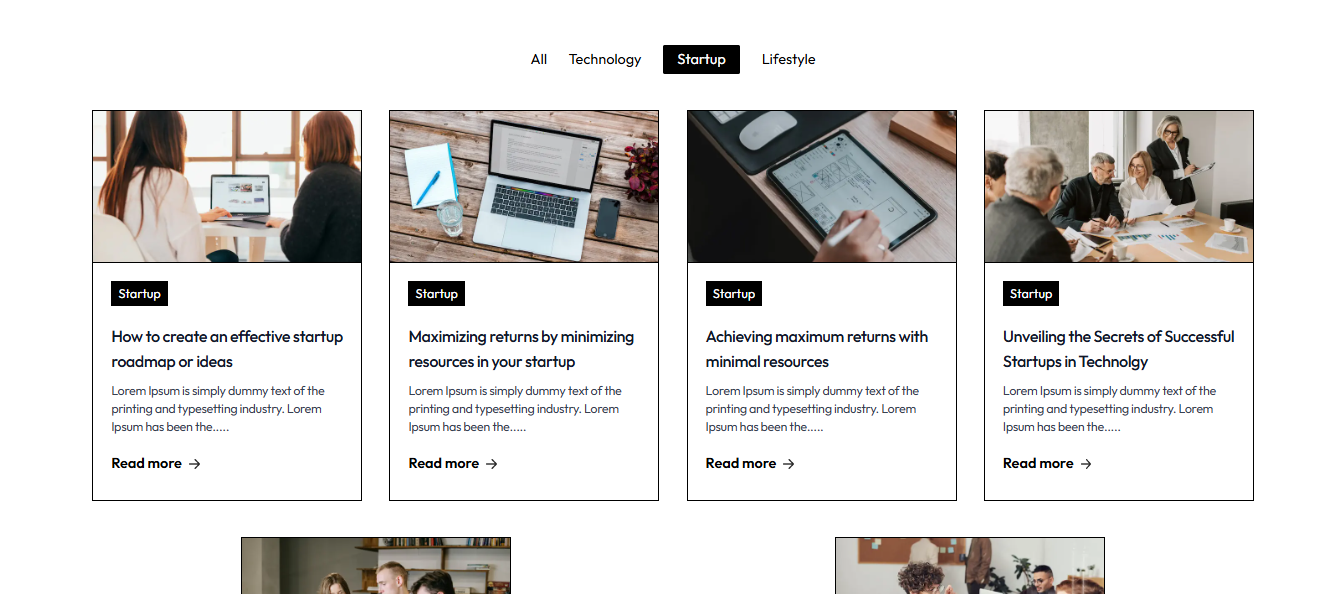 All Technology Startup Lifestyle
Startup
How to create an effective startup
roadmap or ideas
Lorem Ipsum is simply dummy text of the
printing and typesetting industry. Lorem
Ipsum has been the.....
Read more →
Startup
Maximizing returns by minimizing
resources in your startup
Lorem Ipsum is simply dummy text of the
printing and typesetting industry. Lorem
Ipsum has been the.....
Read more →
Startup
Achieving maximum returns with
minimal resources
Lorem Ipsum is simply dummy text of the
printing and typesetting industry. Lorem
Ipsum has been the.....
Read more →
Startup
Unveiling the Secrets of Successful
Startups in Technolgy
Lorem Ipsum is simply dummy text of the
printing and typesetting industry. Lorem
Ipsum has been the.....
Read more →